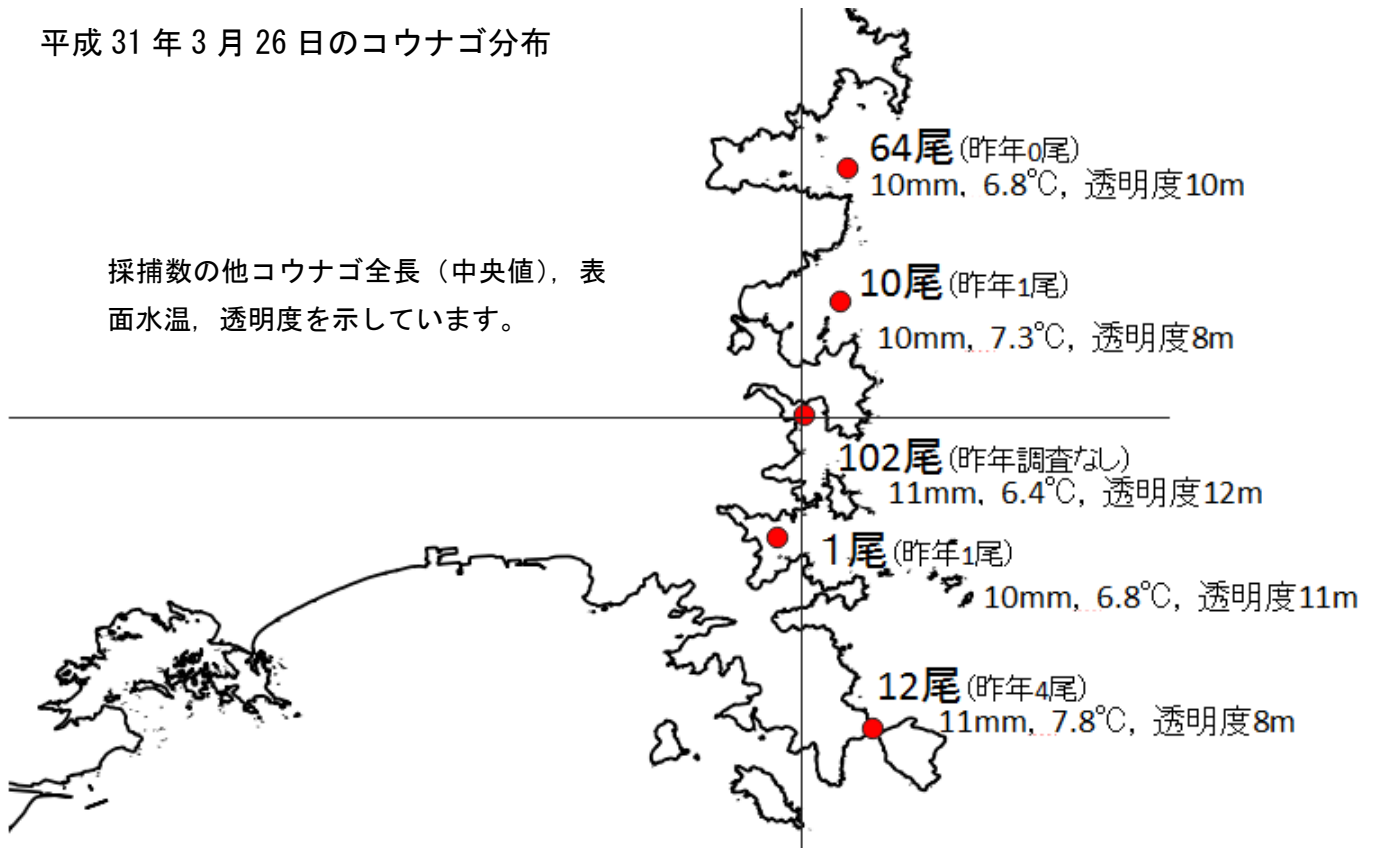 平成 31 年 3 月 26 日のコウナゴ分布
64尾(昨年0尾)
10mm, 6.8℃, 透明度10m
採捕数の他コウナゴ全長（中央値），表
面水温，透明度を示しています。
10尾(昨年1尾)
10mm, 7.3℃, 透明度8m
102尾(昨年調査なし)
11mm, 6.4℃, 透明度12m
1尾(昨年1尾)
10mm, 6.8℃, 透明度11m
12尾(昨年4尾)
11mm, 7.8℃, 透明度8m